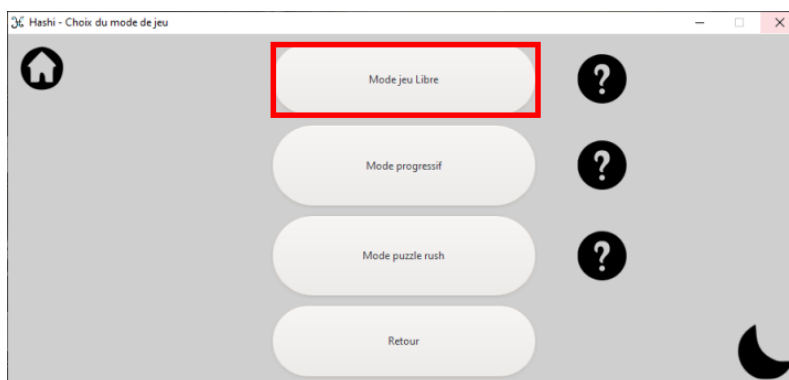 Hashi - Choix du mode de jeu
Mode jeu Libre
?
Mode progressif
?
Mode puzzle rush
?
Retour